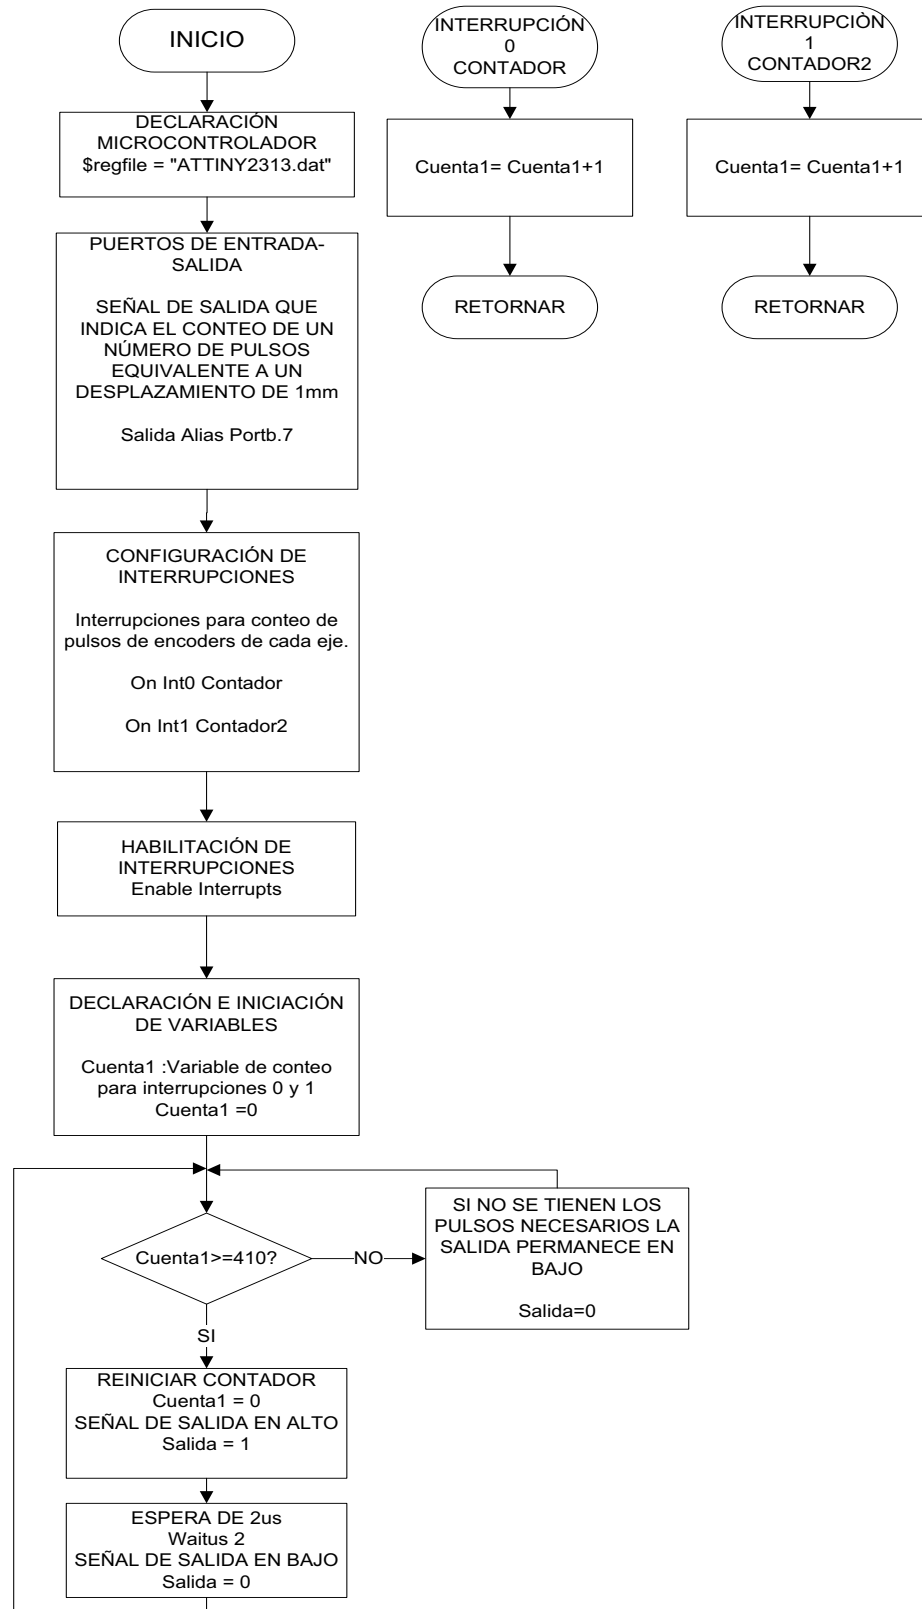 INICIO
DECLARACIÓN
MICROCONTROLADOR
$regfile = "ATTINY2313.dat"
PUERTOS DE ENTRADA-
SALIDA
SEÑAL DE SALIDA QUE
INDICA EL CONTEO DE UN
NÚMERO DE PULSOS
EQUIVALENTE A UN
DESPLAZAMIENTO DE 1mm
Salida Alias Portb.7
CONFIGURACIÓN DE
INTERRUPCIONES
Interrupciones para conteo de
pulsos de encoders de cada eje.
On Int0 Contador
On Int1 Contador2
HABILITACIÓN DE
INTERRUPCIONES
Enable Interrupts
DECLARACIÓN E INICIACIÓN
DE VARIABLES
Cuenta1 :Variable de conteo
para interrupciones 0 y 1
Cuenta1 =0
Cuenta1>=410?
NO
SI NO SE TIENEN LOS
PULSOS NECESARIOS LA
SALIDA PERMANECE EN
BAJO
Salida=0
SI
REINICIAR CONTADOR
Cuenta1 = 0
SEÑAL DE SALIDA EN ALTO
Salida = 1
ESPERA DE 2us
Waitus 2
SEÑAL DE SALIDA EN BAJO
Salida = 0
INTERRUPCIÓN
0
CONTADOR
Cuenta1= Cuenta1+1
RETORNAR
INTERRUPCIÒN
1
CONTADOR2
Cuenta1= Cuenta1+1
RETORNAR